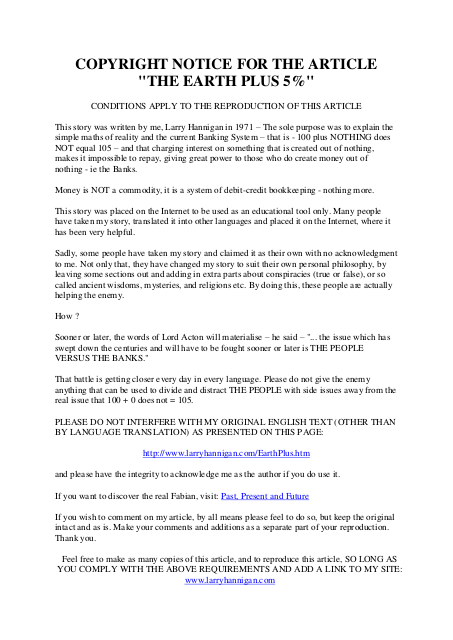 COPYRIGHT NOTICE FOR THE ARTICLE
"THE EARTH PLUS 5%"
CONDITIONS APPLY TO THE REPRODUCTION OF THIS ARTICLE
This story was written by me, Larry Hannigan in 1971 – The sole purpose was to explain the
simple maths of reality and the current Banking System – that is - 100 plus NOTHING does
NOT equal 105 – and that charging interest on something that is created out of nothing,
makes it impossible to repay, giving great power to those who do create money out of
nothing - ie the Banks.
Money is NOT a commodity, it is a system of debit-credit bookkeeping - nothing more.
This story was placed on the Internet to be used as an educational tool only. Many people
have taken my story, translated it into other languages and placed it on the Internet, where it
has been very helpful.
Sadly, some people have taken my story and claimed it as their own with no acknowledgment
to me. Not only that, they have changed my story to suit their own personal philosophy, by
leaving some sections out and adding in extra parts about conspiracies (true or false), or so
called ancient wisdoms, mysteries, and religions etc. By doing this, these people are actually
helping the enemy.
How ?
Sooner or later, the words of Lord Acton will materialise – he said – "... the issue which has
swept down the centuries and will have to be fought sooner or later is THE PEOPLE
VERSUS THE BANKS."
That battle is getting closer every day in every language. Please do not give the enemy
anything that can be used to divide and distract THE PEOPLE with side issues away from the
real issue that 100 + 0 does not = 105.
PLEASE DO NOT INTERFERE WITH MY ORIGINAL ENGLISH TEXT (OTHER THAN
BY LANGUAGE TRANSLATION) AS PRESENTED ON THIS PAGE:
http://www.larryhannigan.com/EarthPlus.htm
and please have the integrity to acknowledge me as the author if you do use it.
If you want to discover the real Fabian, visit: Past, Present and Future
If you wish to comment on my article, by all means please feel to do so, but keep the original
intact and as is. Make your comments and additions as a separate part of your reproduction.
Thank you.
Feel free to make as many copies of this article, and to reproduce this article, SO LONG AS
YOU COMPLY WITH THE ABOVE REQUIREMENTS AND ADD A LINK TO MY SITE:
www.larryhannigan.com